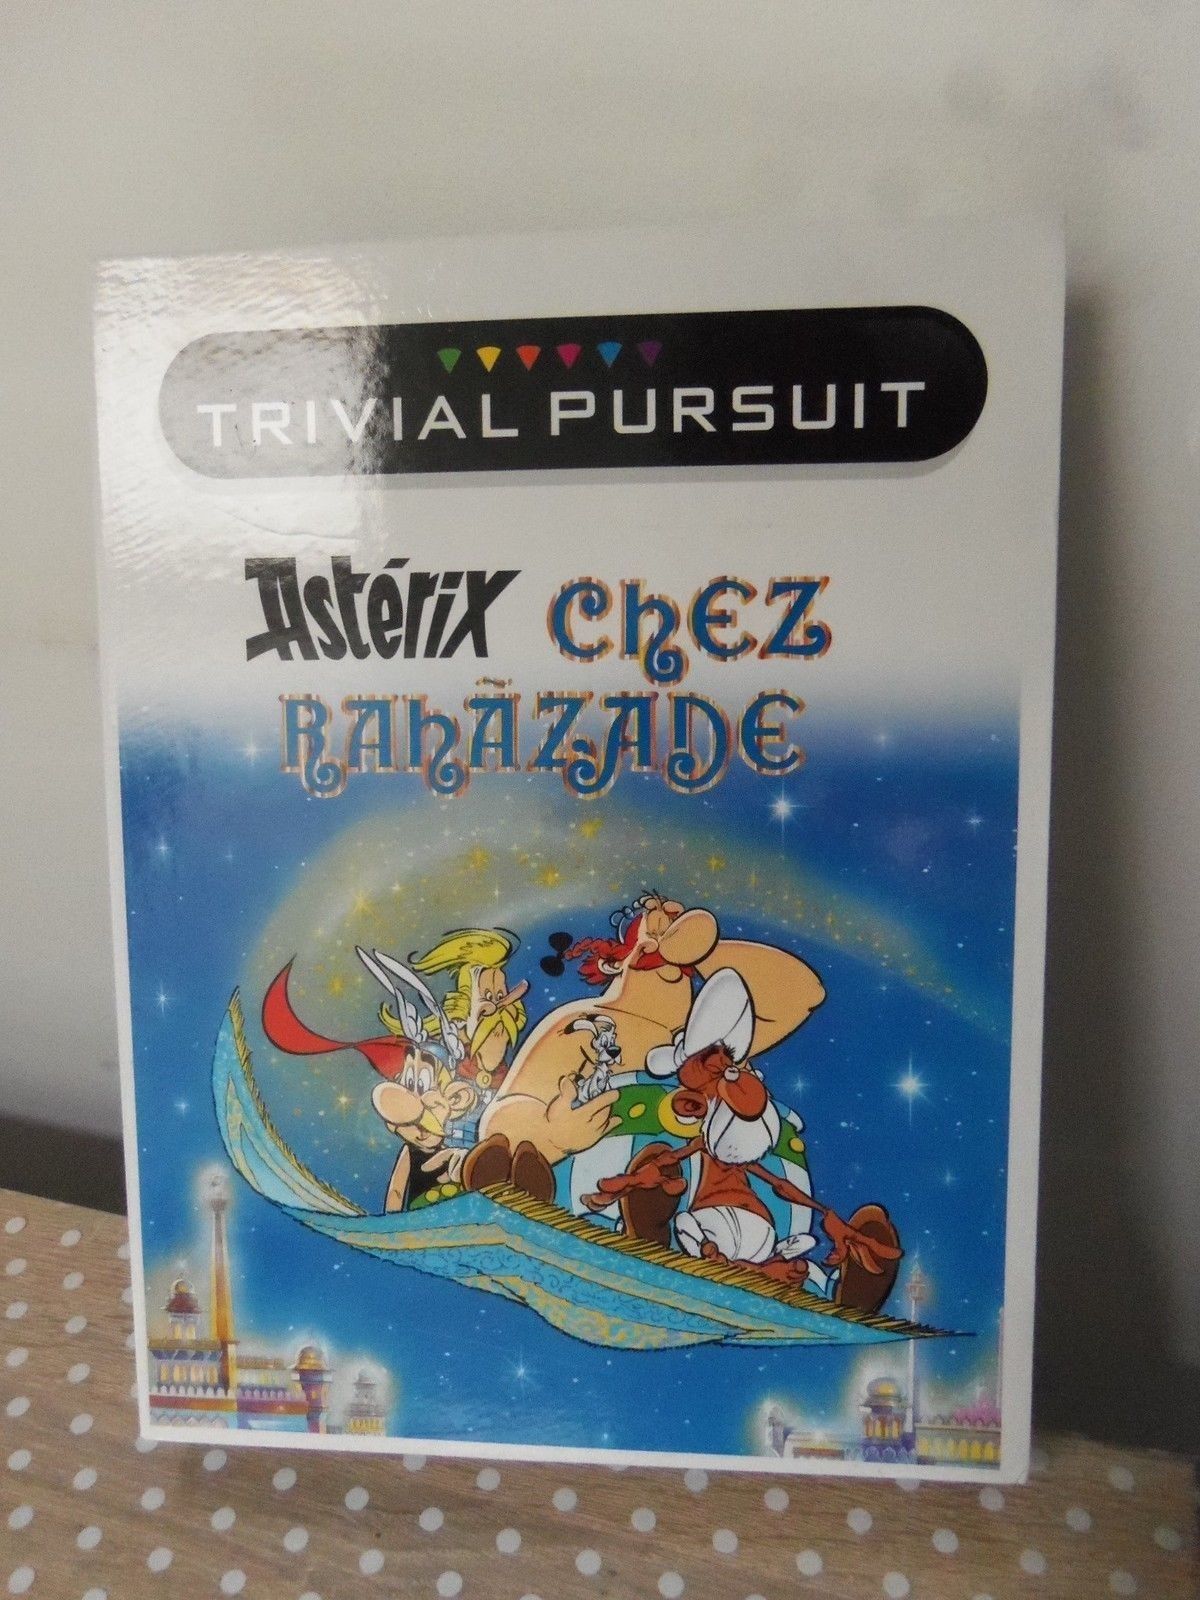 TRIVIAL PURSUIT
Astérix chez
Rahãzade